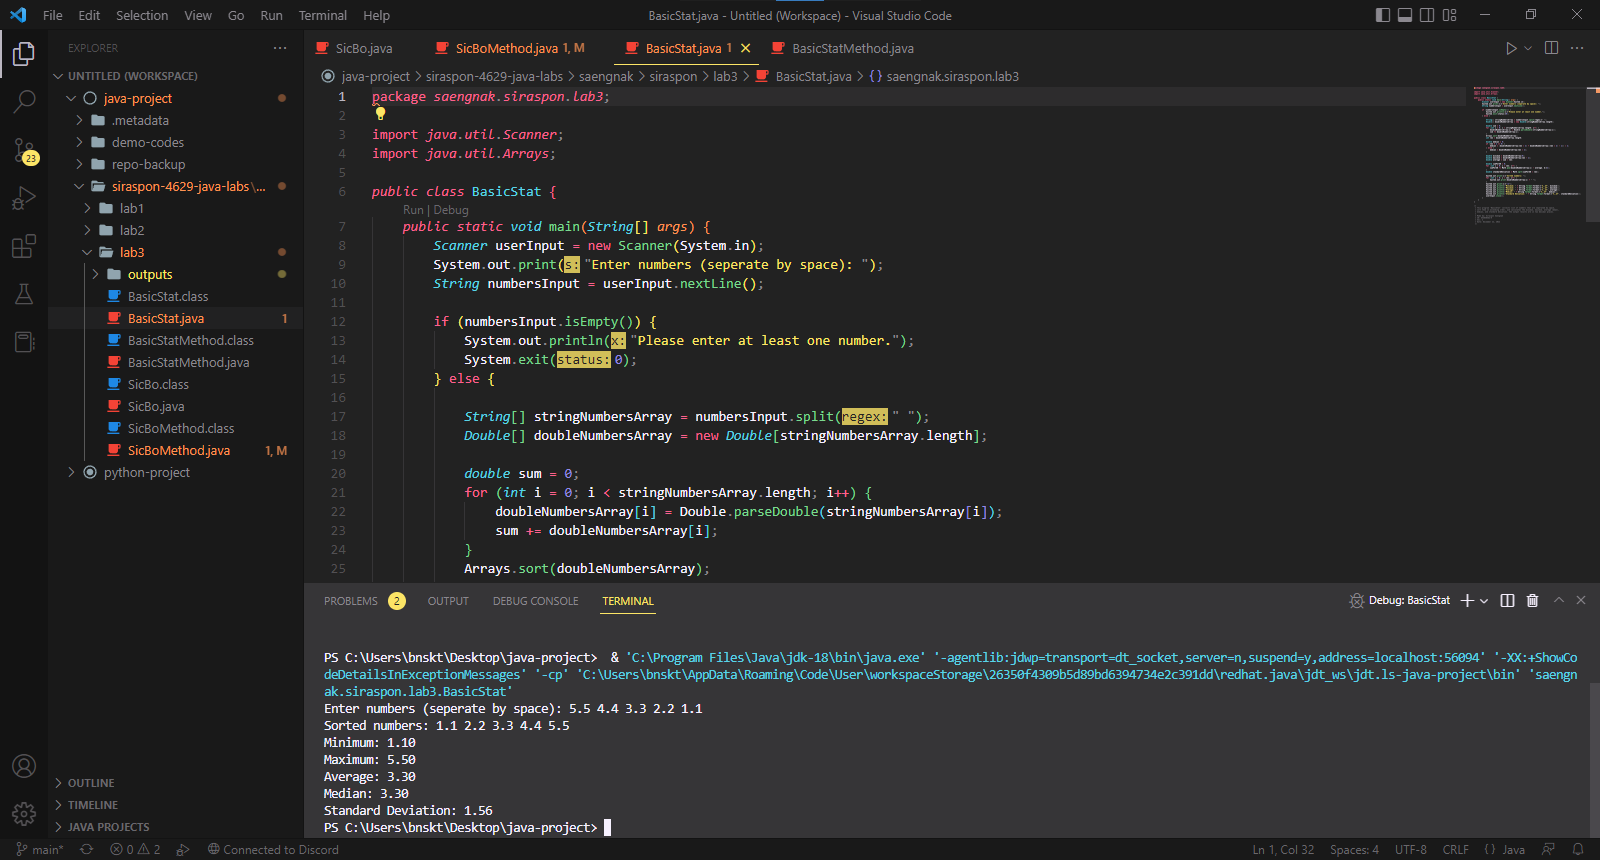 File Edit Selection View Go Run Terminal Help
BasicStat.java - Untitled (Workspace) - Visual Studio Code
EXPLORER
UNTITLED (WORKSPACE)
java-project
.metadata
demo-codes
repo-backup
siraspon-4629-java-labs \...
lab1
lab2
lab3
outputs
BasicStat.class
BasicStat.java 1
BasicStatMethod.class
BasicStatMethod.java
SicBo.class
SicBo.java
SicBoMethod.class
SicBoMethod.java 1, M
python-project
OUTLINE
TIMELINE
JAVA PROJECTS
23
SicBo.java SicBoMethod.java 1, M BasicStat.java 1 BasicStatMethod.java
java-project > siraspon-4629-java-labs > saengnak > siraspon > lab3 > BasicStat.java > {} saengnak.siraspon.lab3
1 package saengnak.siraspon.lab3;
2
3 import java.util.Scanner;
4 import java.util.Arrays;
5
6 public class BasicStat {
Run | Debug
7 public static void main(String[] args) {
8 Scanner userInput = new Scanner(System.in);
9 System.out.print(s: "Enter numbers (seperate by space): ");
10 String numbersInput = userInput.nextLine();
11
12 if (numbersInput.isEmpty()) {
13 System.out.println(x: "Please enter at least one number.");
14 System.exit(status: 0);
15 } else {
16
17 String[] stringNumbersArray = numbersInput.split(regex: " ");
18 Double[] doubleNumbersArray = new Double[stringNumbersArray.length];
19
20 double sum = 0;
21 for (int i = 0; i < stringNumbersArray.length; i++) {
22 doubleNumbersArray[i] = Double.parseDouble(stringNumbersArray[i]);
23 sum += doubleNumbersArray[i];
24 }
25 Arrays.sort(doubleNumbersArray);
PROBLEMS 2 OUTPUT DEBUG CONSOLE TERMINAL Debug: BasicStat
PS C:\Users\bnskt\Desktop\java-project> & 'C:\Program Files\Java\jdk-18\bin\java.exe' '-agentlib:jdwp=transport=dt_socket,server=n,suspend=y,address=localhost:56094' '-XX:+ShowCo
deDetailsInExceptionMessages' '-cp' 'C:\Users\bnskt\AppData\Roaming\Code\User\workspaceStorage\26350f4309b5d89bd6394734e2c391dd\redhat.java\jdt_ws\jdt.ls-java-project\bin' 'saeng
nak.siraspon.lab3.BasicStat'
Enter numbers (seperate by space): 5.5 4.4 3.3 2.2 1.1
Sorted numbers: 1.1 2.2 3.3 4.4 5.5
Minimum: 1.10
Maximum: 5.50
Average: 3.30
Median: 3.30
Standard Deviation: 1.56
PS C:\Users\bnskt\Desktop\java-project>
main* 0 2 Connected to Discord Ln 1, Col 32 Spaces: 4 UTF-8 CRLF {} Java